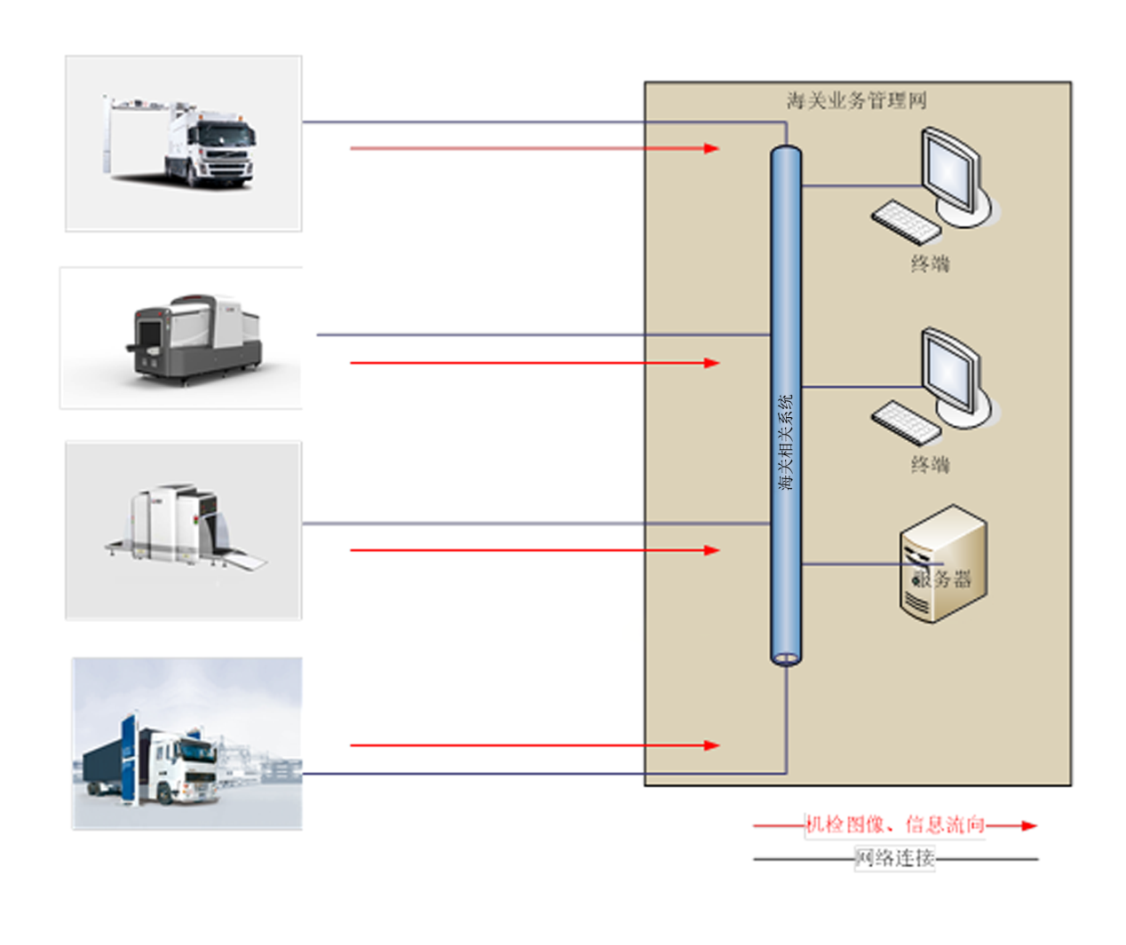 海关业务管理网
终端
海关相关系统
终端
服务器
机检图像、信息流向
网络连接